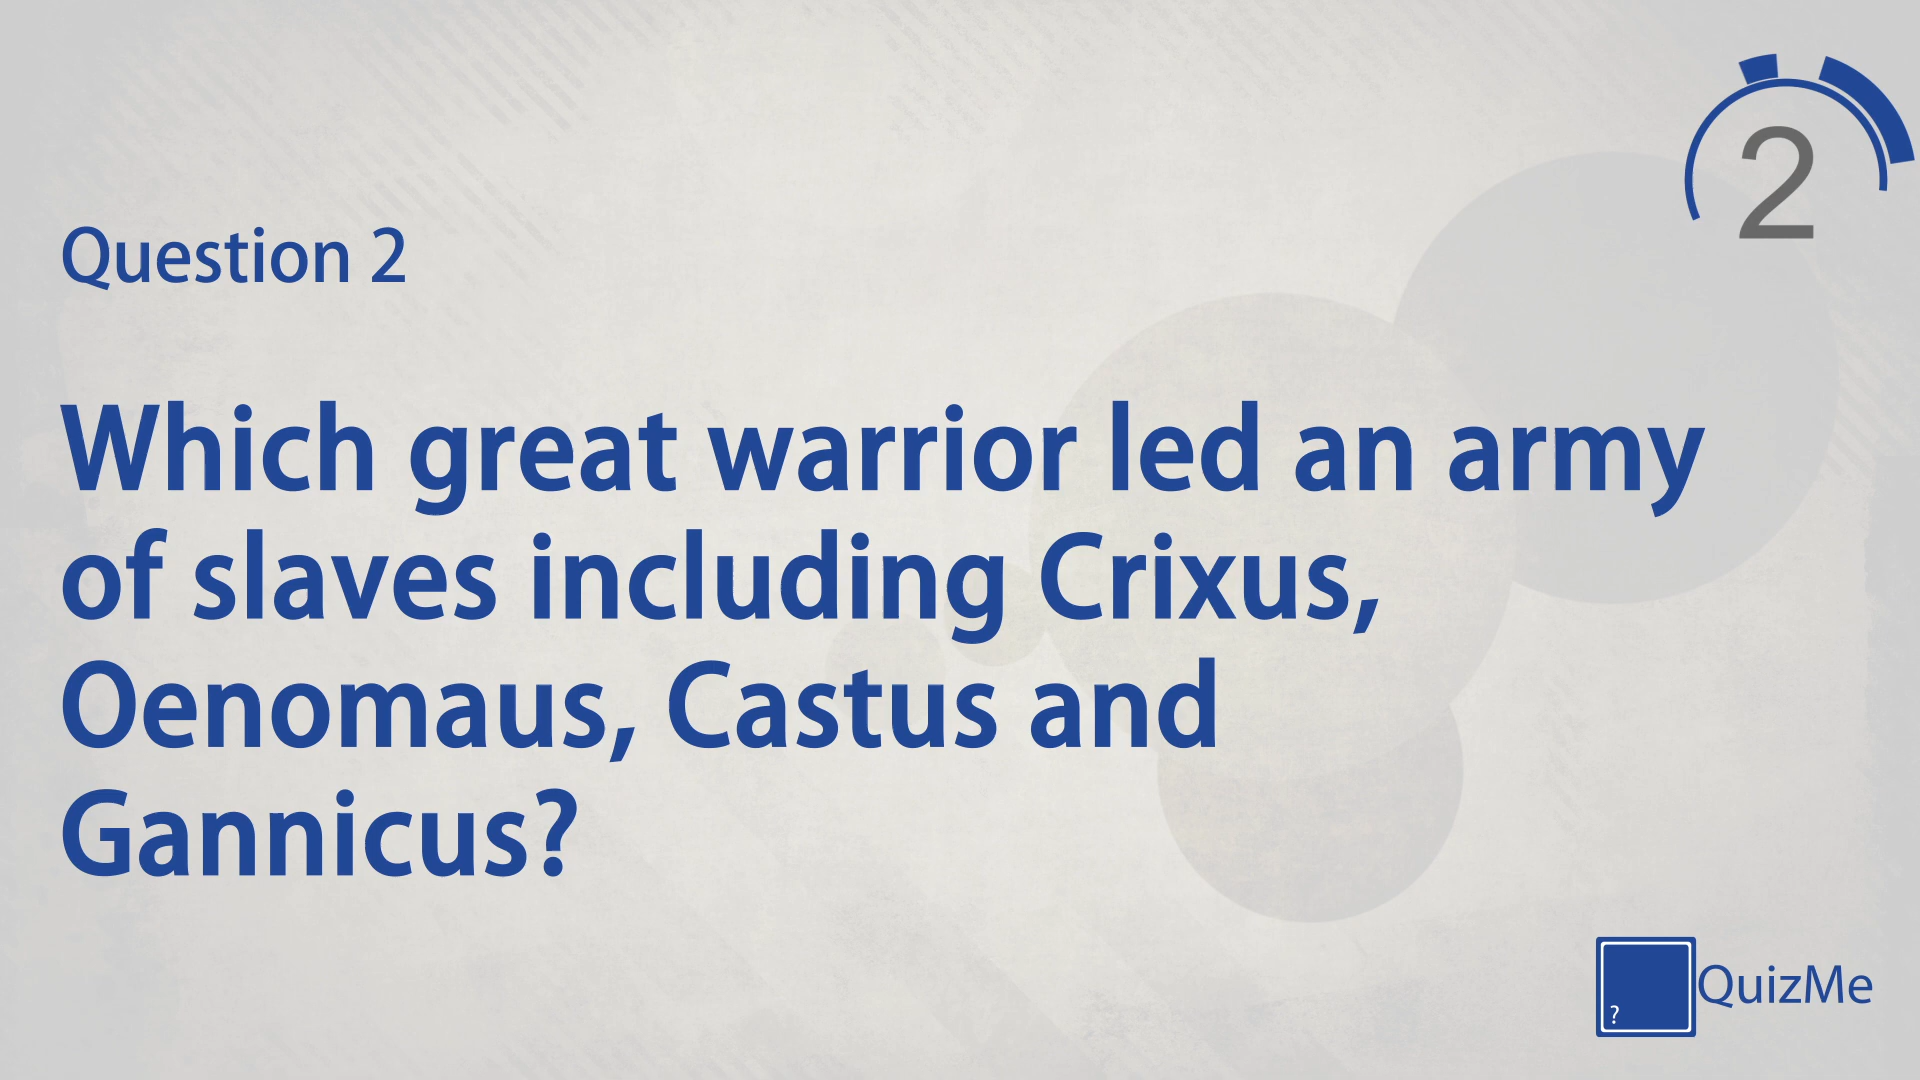 2
Question 2
Which great warrior led an army
of slaves including Crixus,
Oenomaus, Castus and
Gannicus?
?
QuizMe